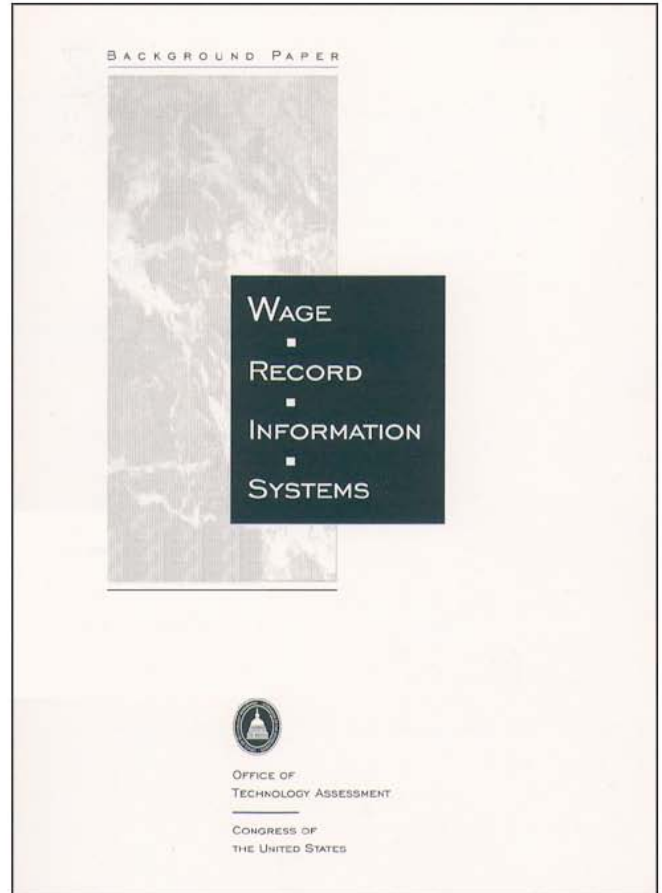 BACKGROUND PAPER
WAGE
RECORD
INFORMATION
SYSTEMS
OFFICE OF
TECHNOLOGY ASSESSMENT
CONGRESS OF
THE UNITED STATES